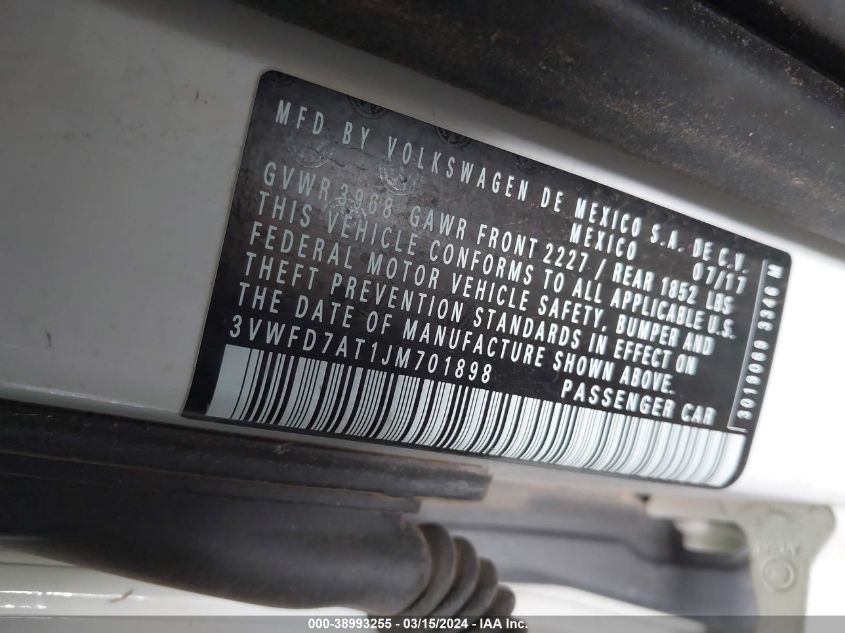 MFD BY VOLKSWAGEN DE MEXICO S.A. DE C.V.
MEXICO 07/17
GVWR 3968 GAWR FRONT 2227 / REAR 1852 LBS
THIS VEHICLE CONFORMS TO ALL APPLICABLE U.S.
FEDERAL MOTOR VEHICLE SAFETY, BUMPER AND
THEFT PREVENTION STANDARDS IN EFFECT ON
THE DATE OF MANUFACTURE SHOWN ABOVE.
3VWFD7AT1JM701898 PASSENGER CAR
3019069 3346 M
000-38993255 - 03/15/2024 - IAA Inc.